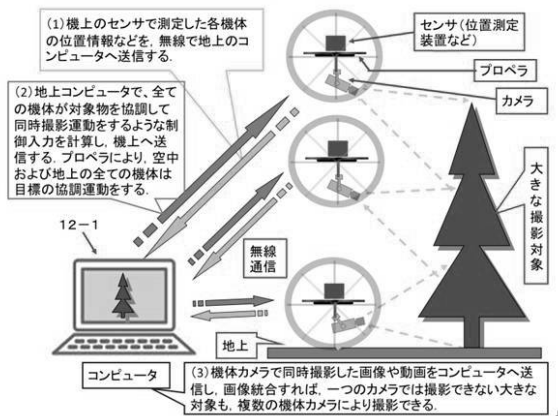 (1)機上のセンサで測定した各機体
の位置情報などを,無線で地上のコ
ンピュータへ送信する.
(2)地上コンピュータで、全て
の機体が対象物を協調して
同時撮影運動をするような制
御入力を計算し,機上へ送
信する.プロペラにより,空中
および地上の全ての機体は
目標の協調運動をする.
センサ(位置測定
装置など)
プロペラ
カメラ
大きな撮影対象
12-1
無線
通信
地上
コンピュータ
(3)機体カメラで同時撮影した画像や動画をコンピュータへ送
信し,画像統合すれば,一つのカメラでは撮影できない大きな
対象も,複数の機体カメラにより撮影できる.